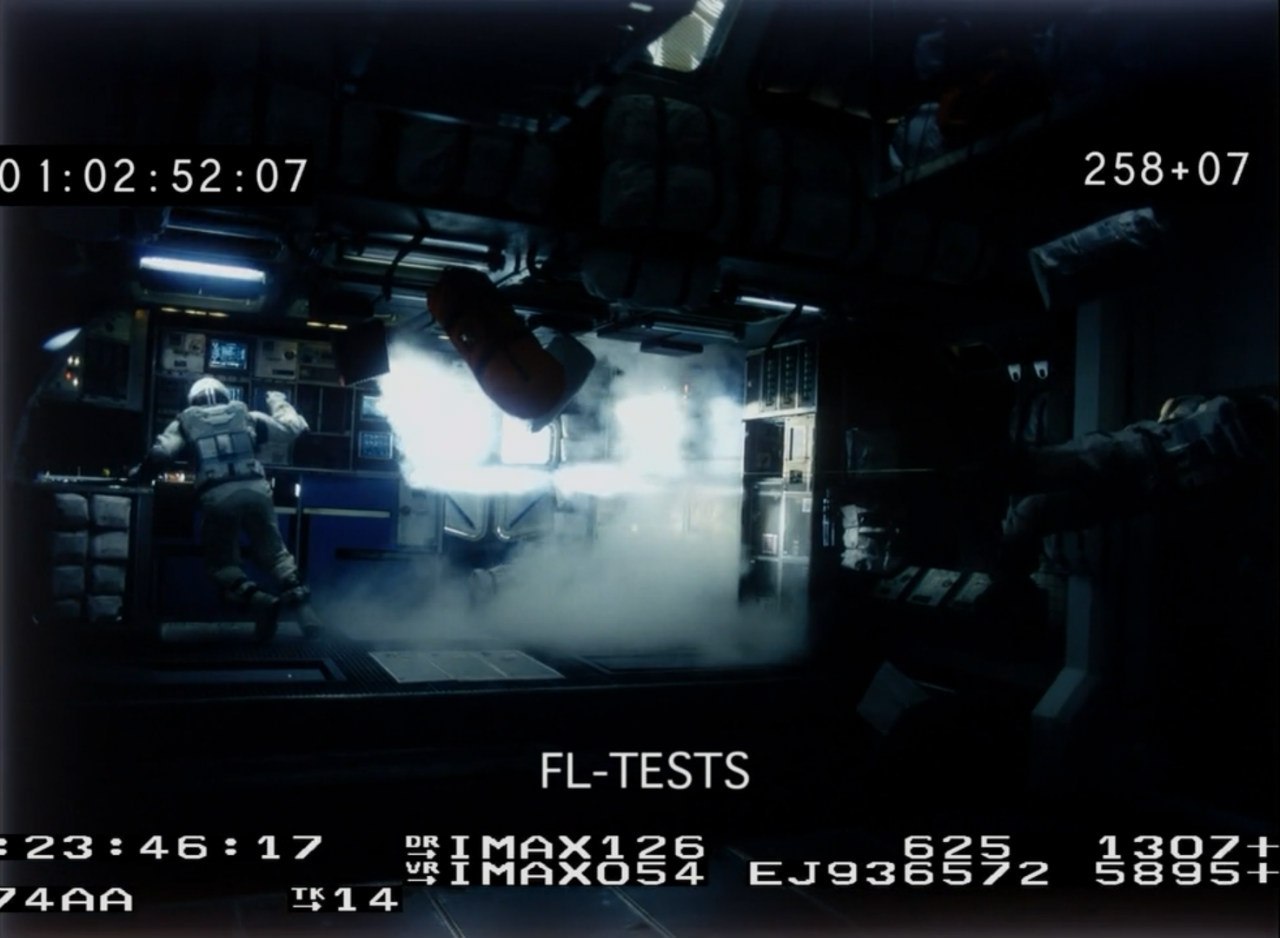 01:02:52:07
258+07
FL-TESTS
:23:46:17 DR→IMAX126 625 1307+
VR→IMAX054 EJ936572 5895+
74AA TK→14